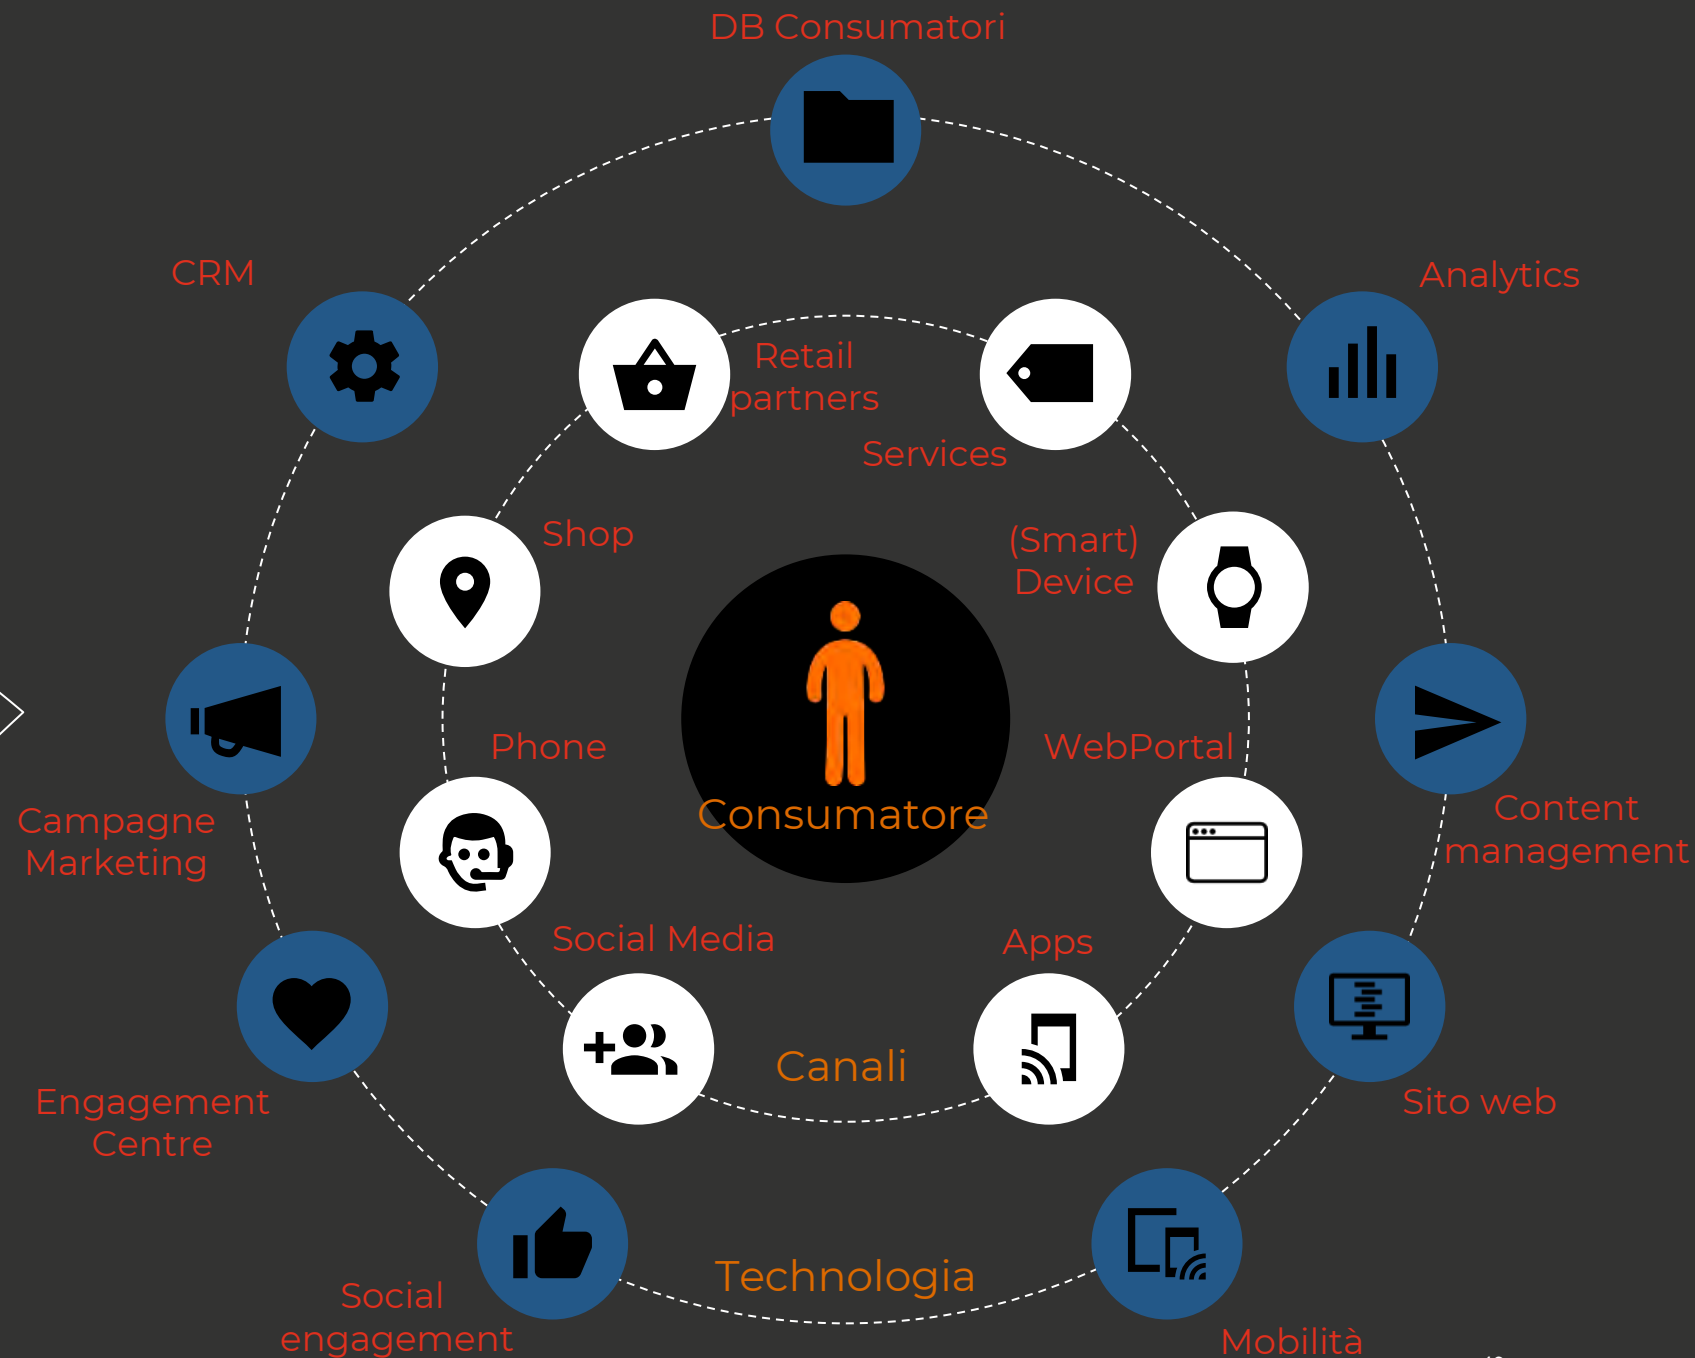 DB Consumatori
CRM
Analytics
Retail
partners
Services
Shop
(Smart)
Device
Phone
WebPortal
Consumatore
Campagne
Marketing
Content
management
Social Media
Apps
Canali
Engagement
Centre
Sito web
Technologia
Social
engagement
Mobilità